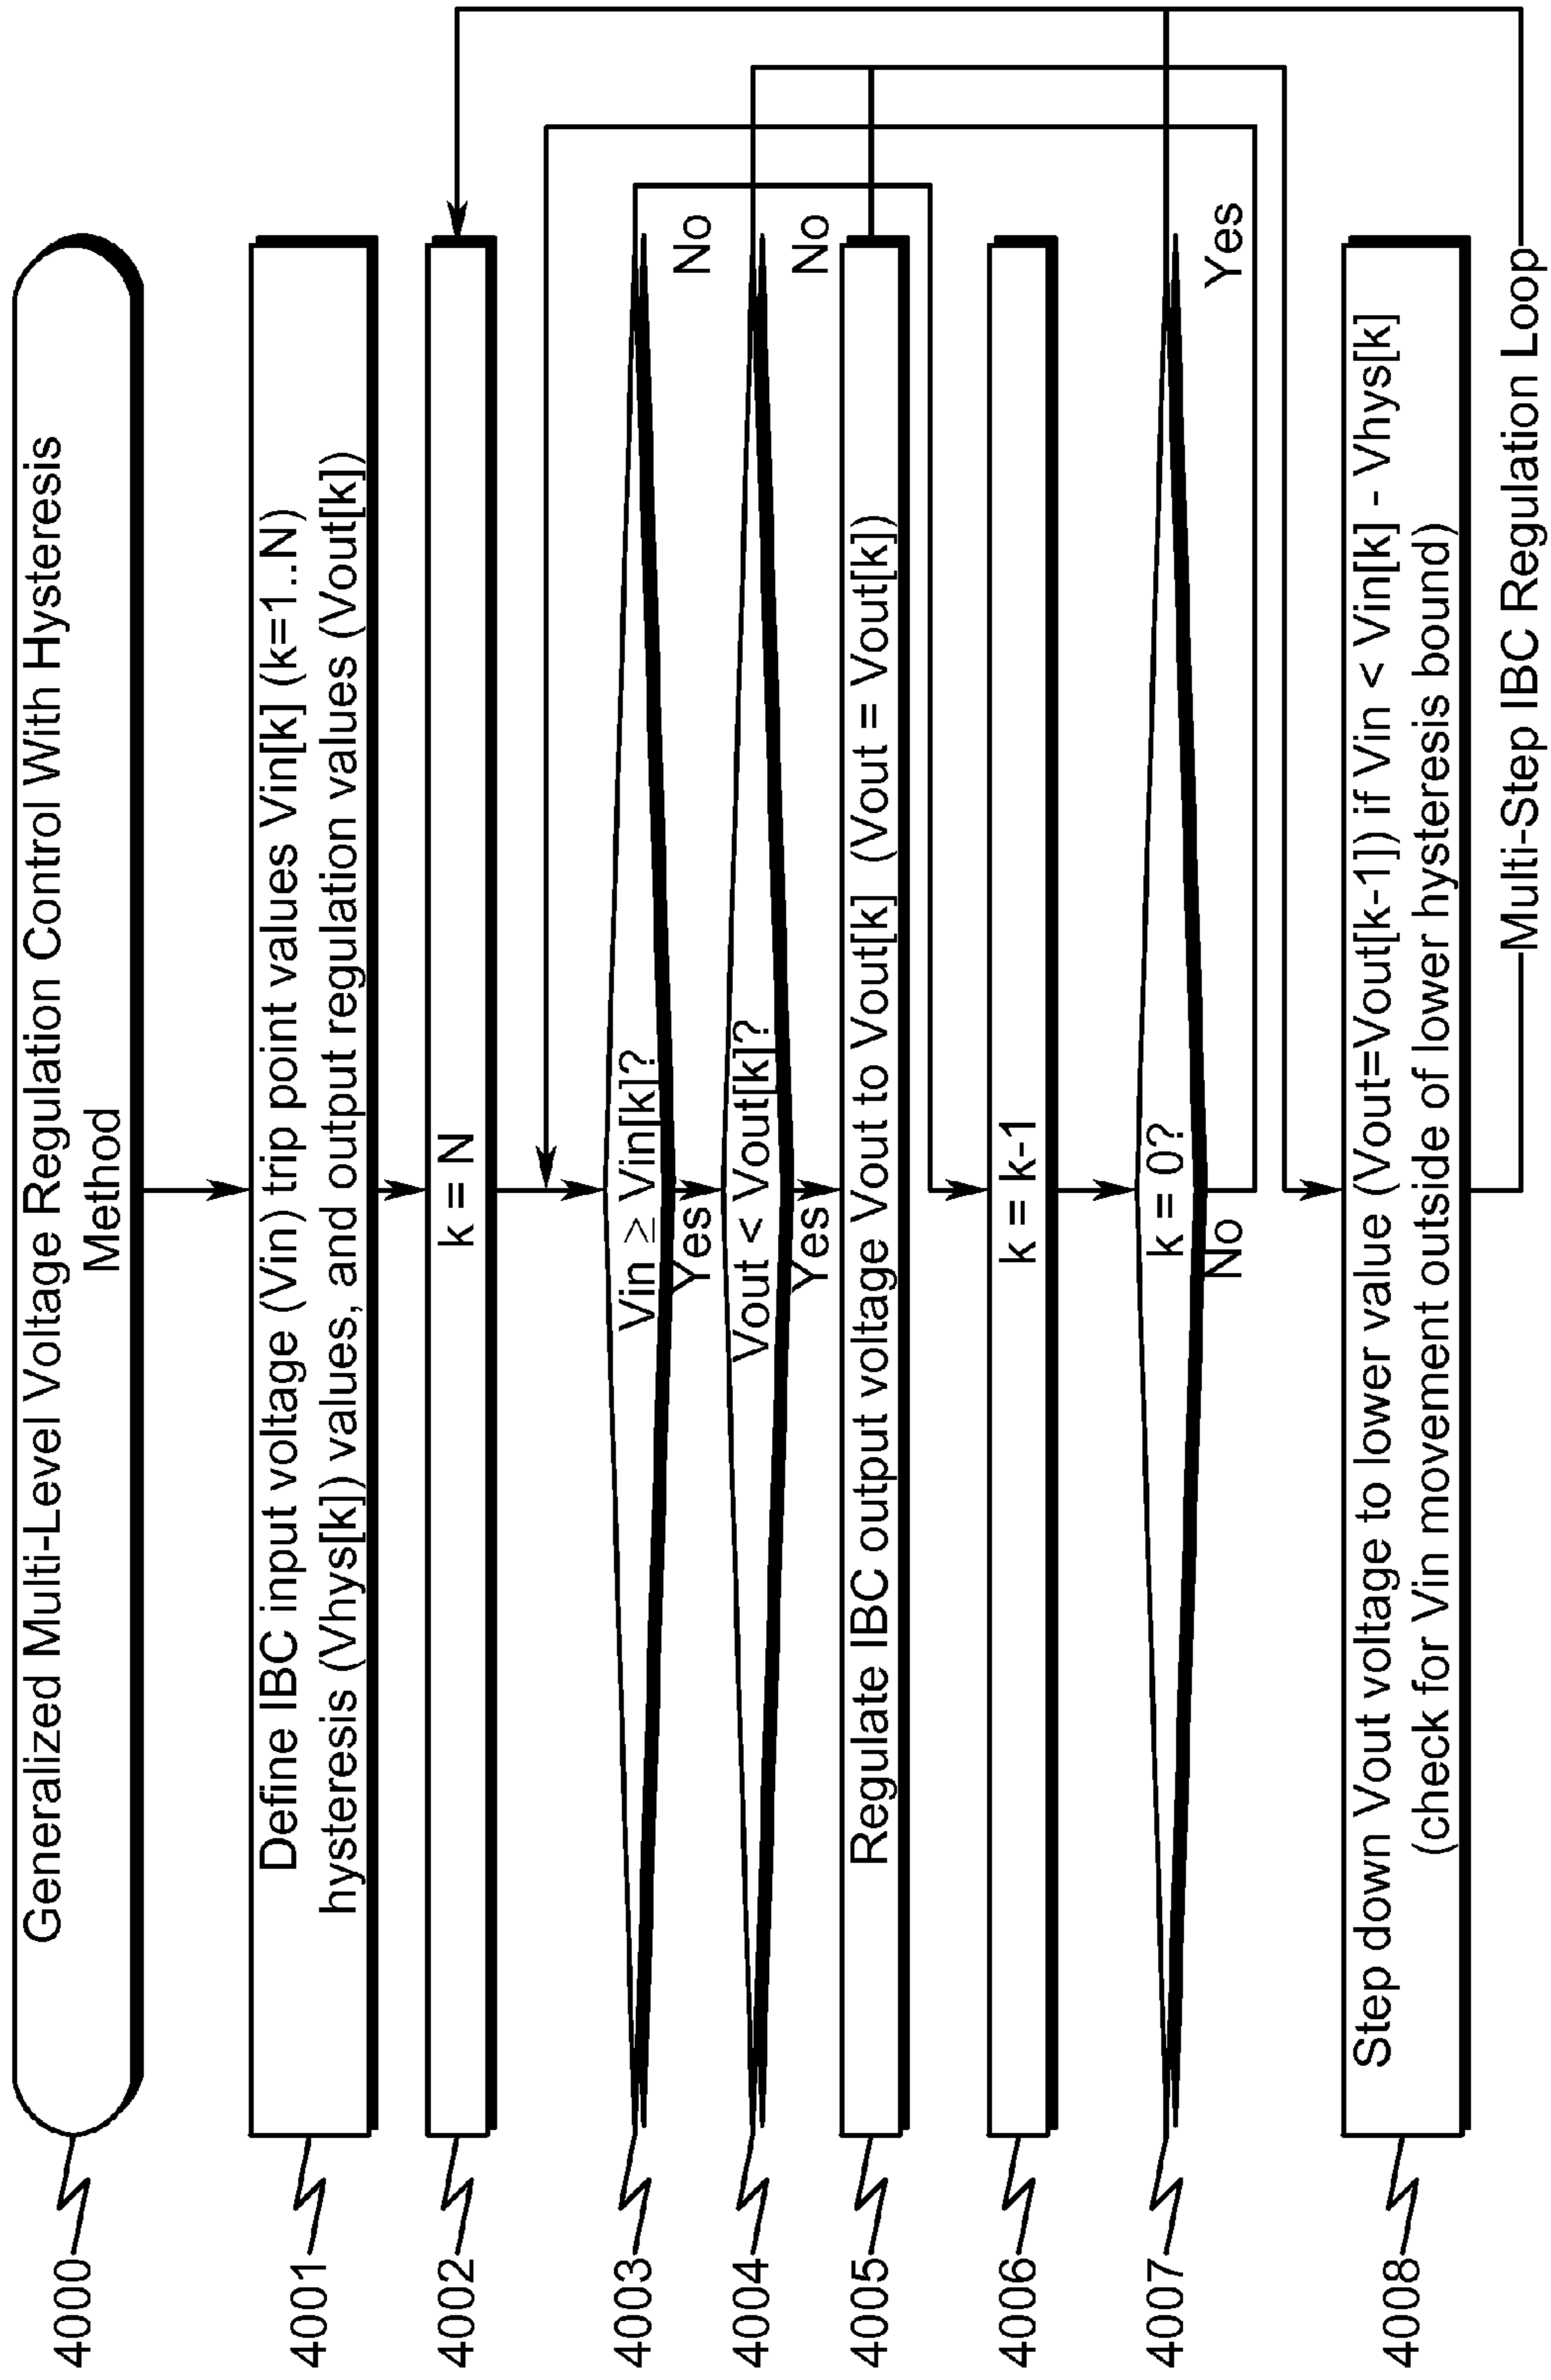 Generalized Multi-Level Voltage Regulation Control With Hysteresis
Method
4000
Define IBC input voltage (Vin) trip point values Vin[k] (k=1..N)
hysteresis (Vhys[k]) values, and output regulation values (Vout[k])
4001
k = N
4002
Vin ≥ Vin[k]?
No
Yes
4003
Vout < Vout[k]?
No
Yes
4004
Regulate IBC output voltage Vout to Vout[k] (Vout = Vout[k])
4005
k = k-1
4006
k = 0?
Yes
No
4007
Step down Vout voltage to lower value (Vout=Vout[k-1]) if Vin < Vin[k] - Vhys[k]
(check for Vin movement outside of lower hysteresis bound)
4008
Multi-Step IBC Regulation Loop